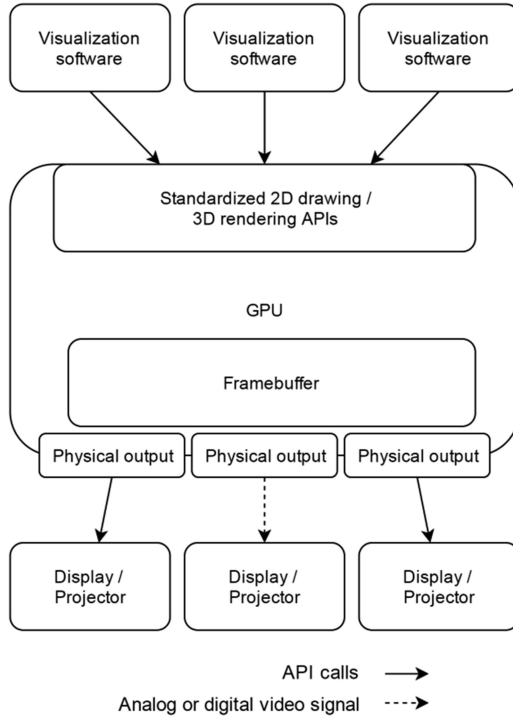 Visualization
software
Visualization
software
Visualization
software
Standardized 2D drawing /
3D rendering APIs
GPU
Framebuffer
Physical output
Physical output
Physical output
Display /
Projector
Display /
Projector
Display /
Projector
API calls
Analog or digital video signal